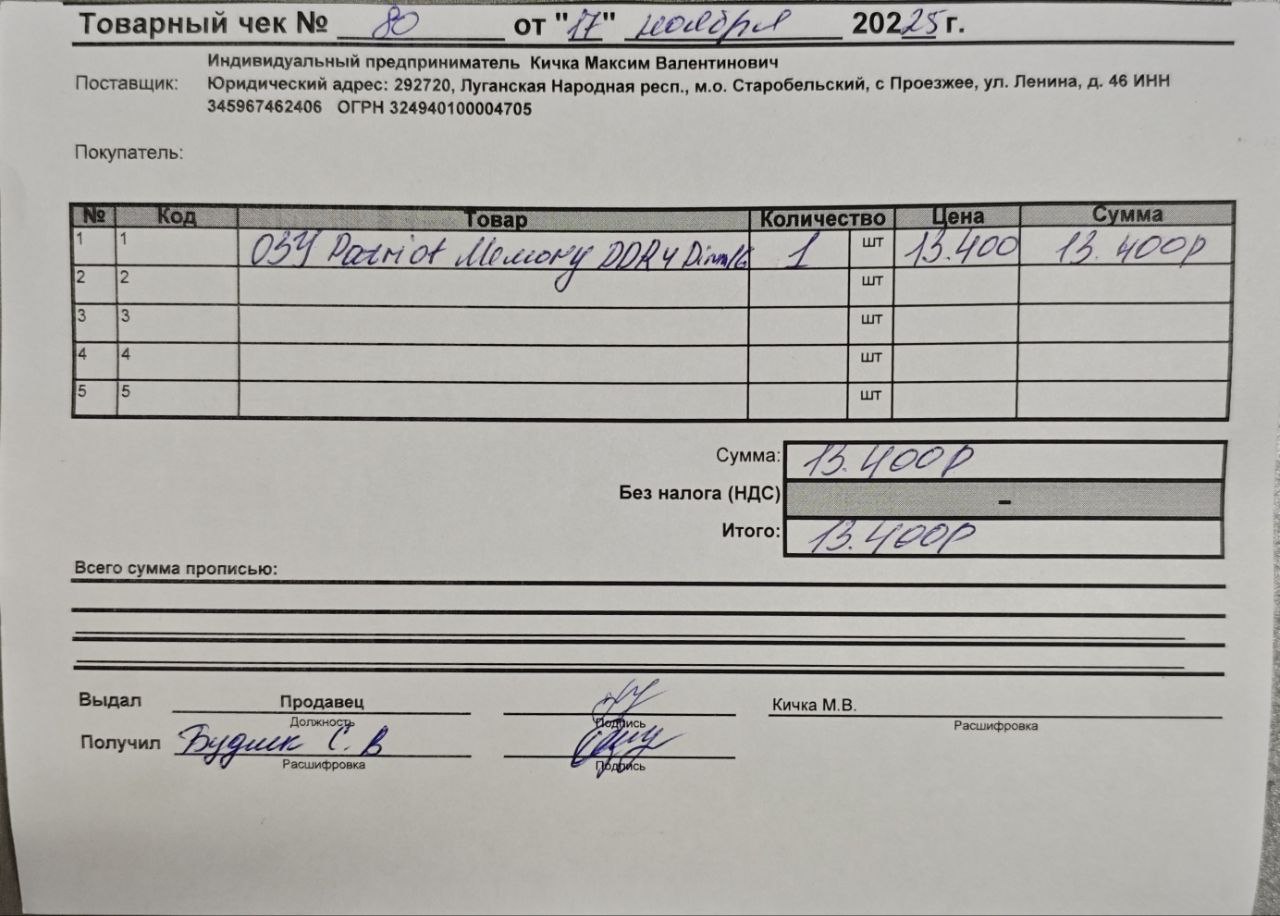 Товарный чек № 80 от "17" ноября 20225 г.
Индивидуальный предприниматель Кичка Максим Валентинович
Поставщик: Юридический адрес: 292720, Луганская Народная респ., м.о. Старобельский, с Проезжее, ул. Ленина, д. 46 ИНН
345967462406 ОГРН 324940100004705
Покупатель:
№ Код Товар Количество Цена Сумма
1 1 ОЗУ Patriot Memory DDR4 Dimm 16 1 шт 13.400 13.400р
2 2 шт
3 3 шт
4 4 шт
5 5 шт
Сумма: 13.400р
Без налога (НДС) –
Итого: 13.400р
Всего сумма прописью:
Выдал Продавец Кичка М.В.
Должность Подпись Расшифровка
Получил С.В
Расшифровка Подпись